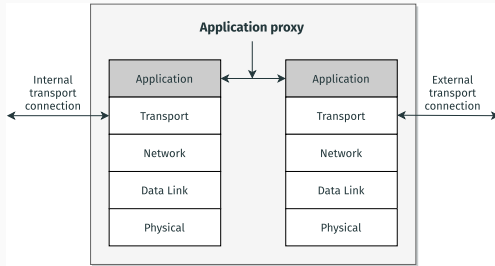 Application proxy
Internal
transport
connection
Application
Transport
Network
Data Link
Physical
Application
Transport
Network
Data Link
Physical
External
transport
connection